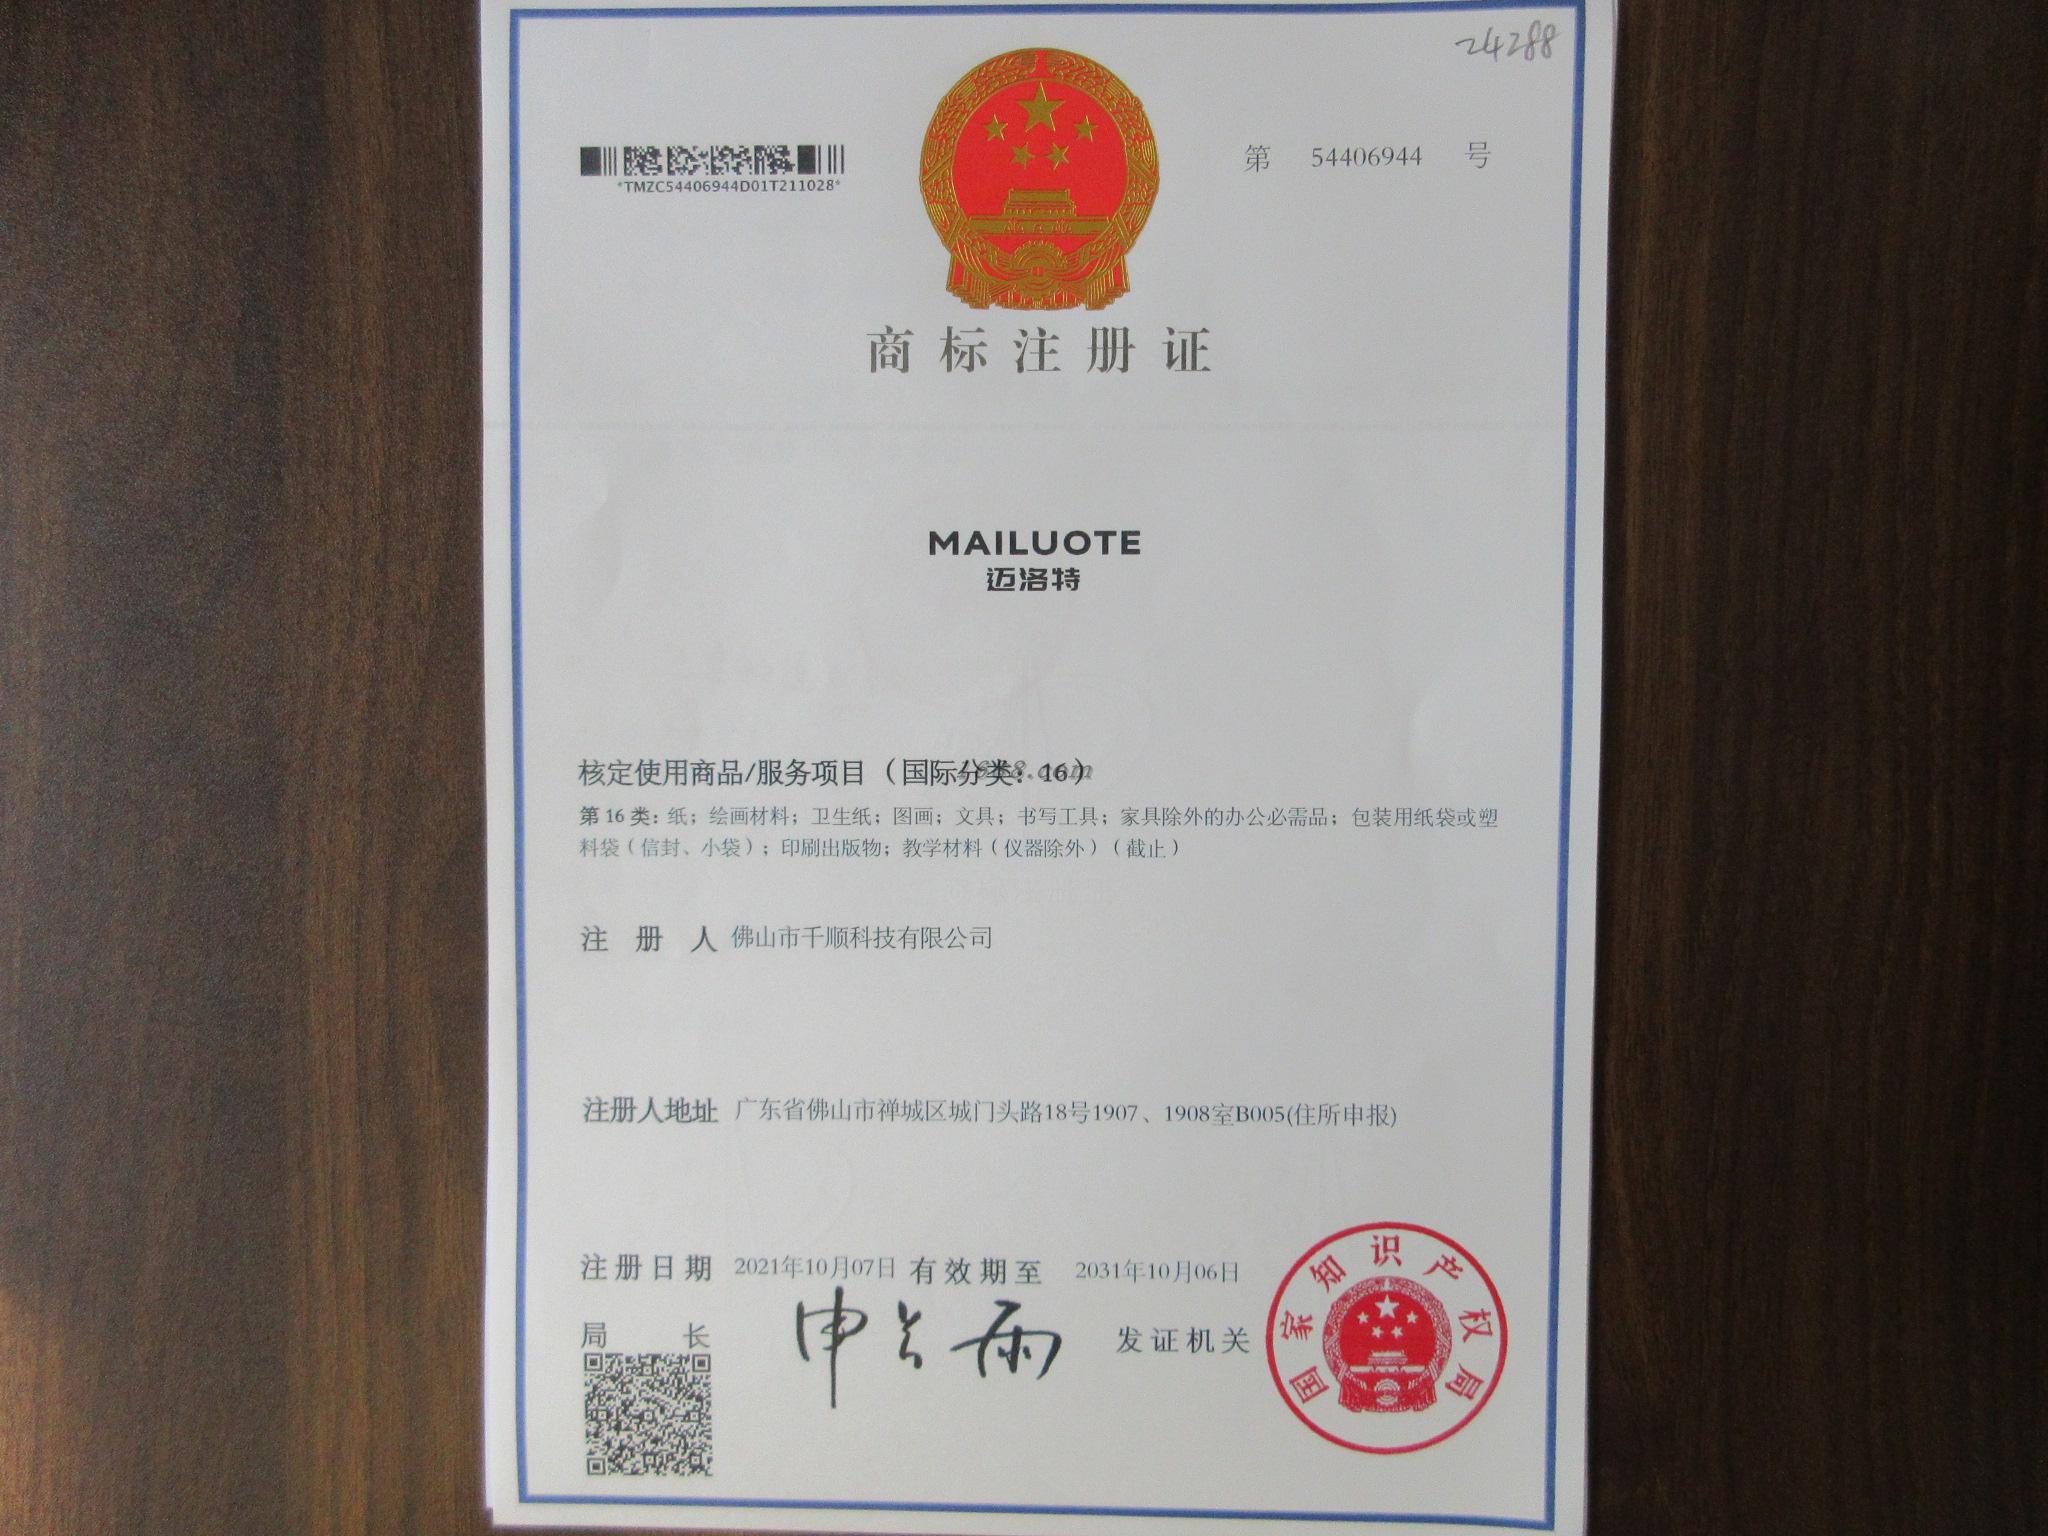 24288
*TMZC54406944D01T211028*
第 54406944 号
商标注册证
MAILUOTE
迈洛特
核定使用商品/服务项目（国际分类：16）
第16类：纸；绘画材料；卫生纸；图画；文具；书写工具；家具除外的办公必需品；包装用纸袋或塑
料袋（信封、小袋）；印刷出版物；教学材料（仪器除外）（截止）
注册人 佛山市千顺科技有限公司
注册人地址 广东省佛山市禅城区城门头路18号1907、1908室B005(住所申报)
注册日期 2021年10月07日 有效期至 2031年10月06日
局长 申长雨 发证机关
国家知识产权局